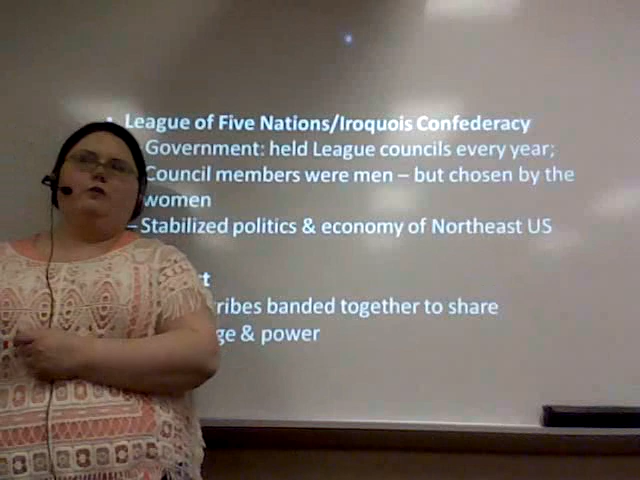 • League of Five Nations/Iroquois Confederacy
Government: held League councils every year;
Council members were men – but chosen by the
women
– Stabilized politics & economy of Northeast US
ribes banded together to share
ge & power